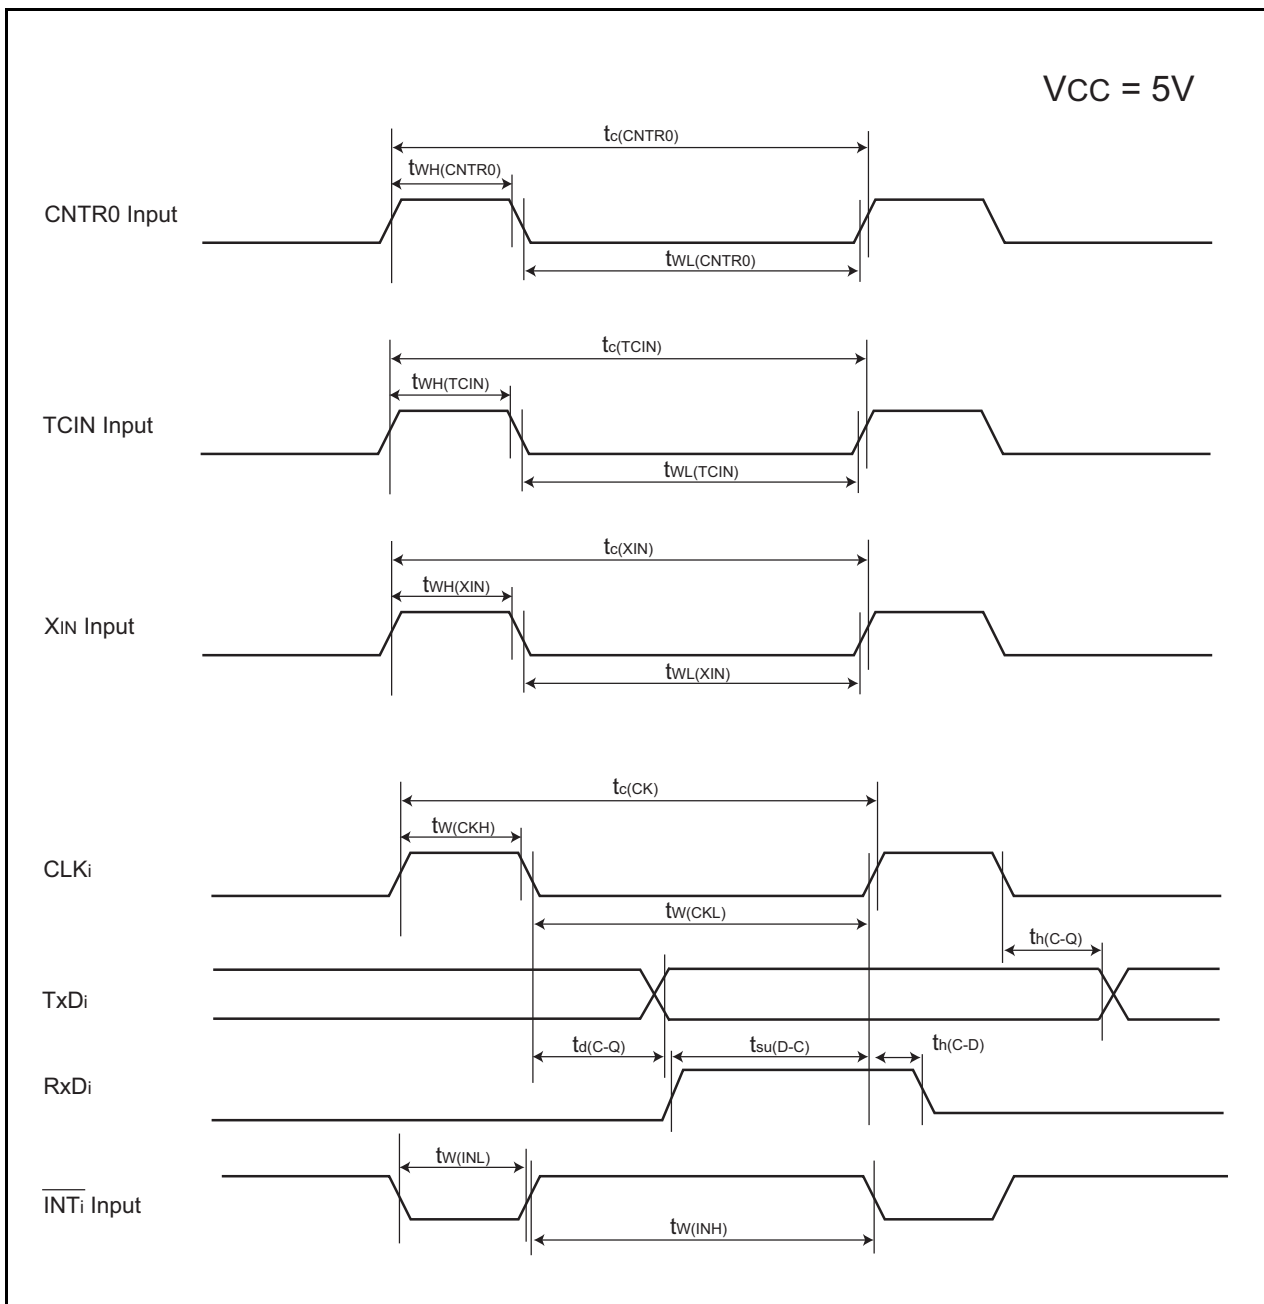 VCC = 5V
tc(CNTR0)
tWH(CNTR0)
CNTR0 Input
tWL(CNTR0)
tc(TCIN)
tWH(TCIN)
TCIN Input
tWL(TCIN)
tc(XIN)
tWH(XIN)
XIN Input
tWL(XIN)
tc(CK)
tW(CKH)
CLKi
tW(CKL)
th(C-Q)
TxDi
td(C-Q)
tsu(D-C)
th(C-D)
RxDi
tW(INL)
INTi Input
tW(INH)